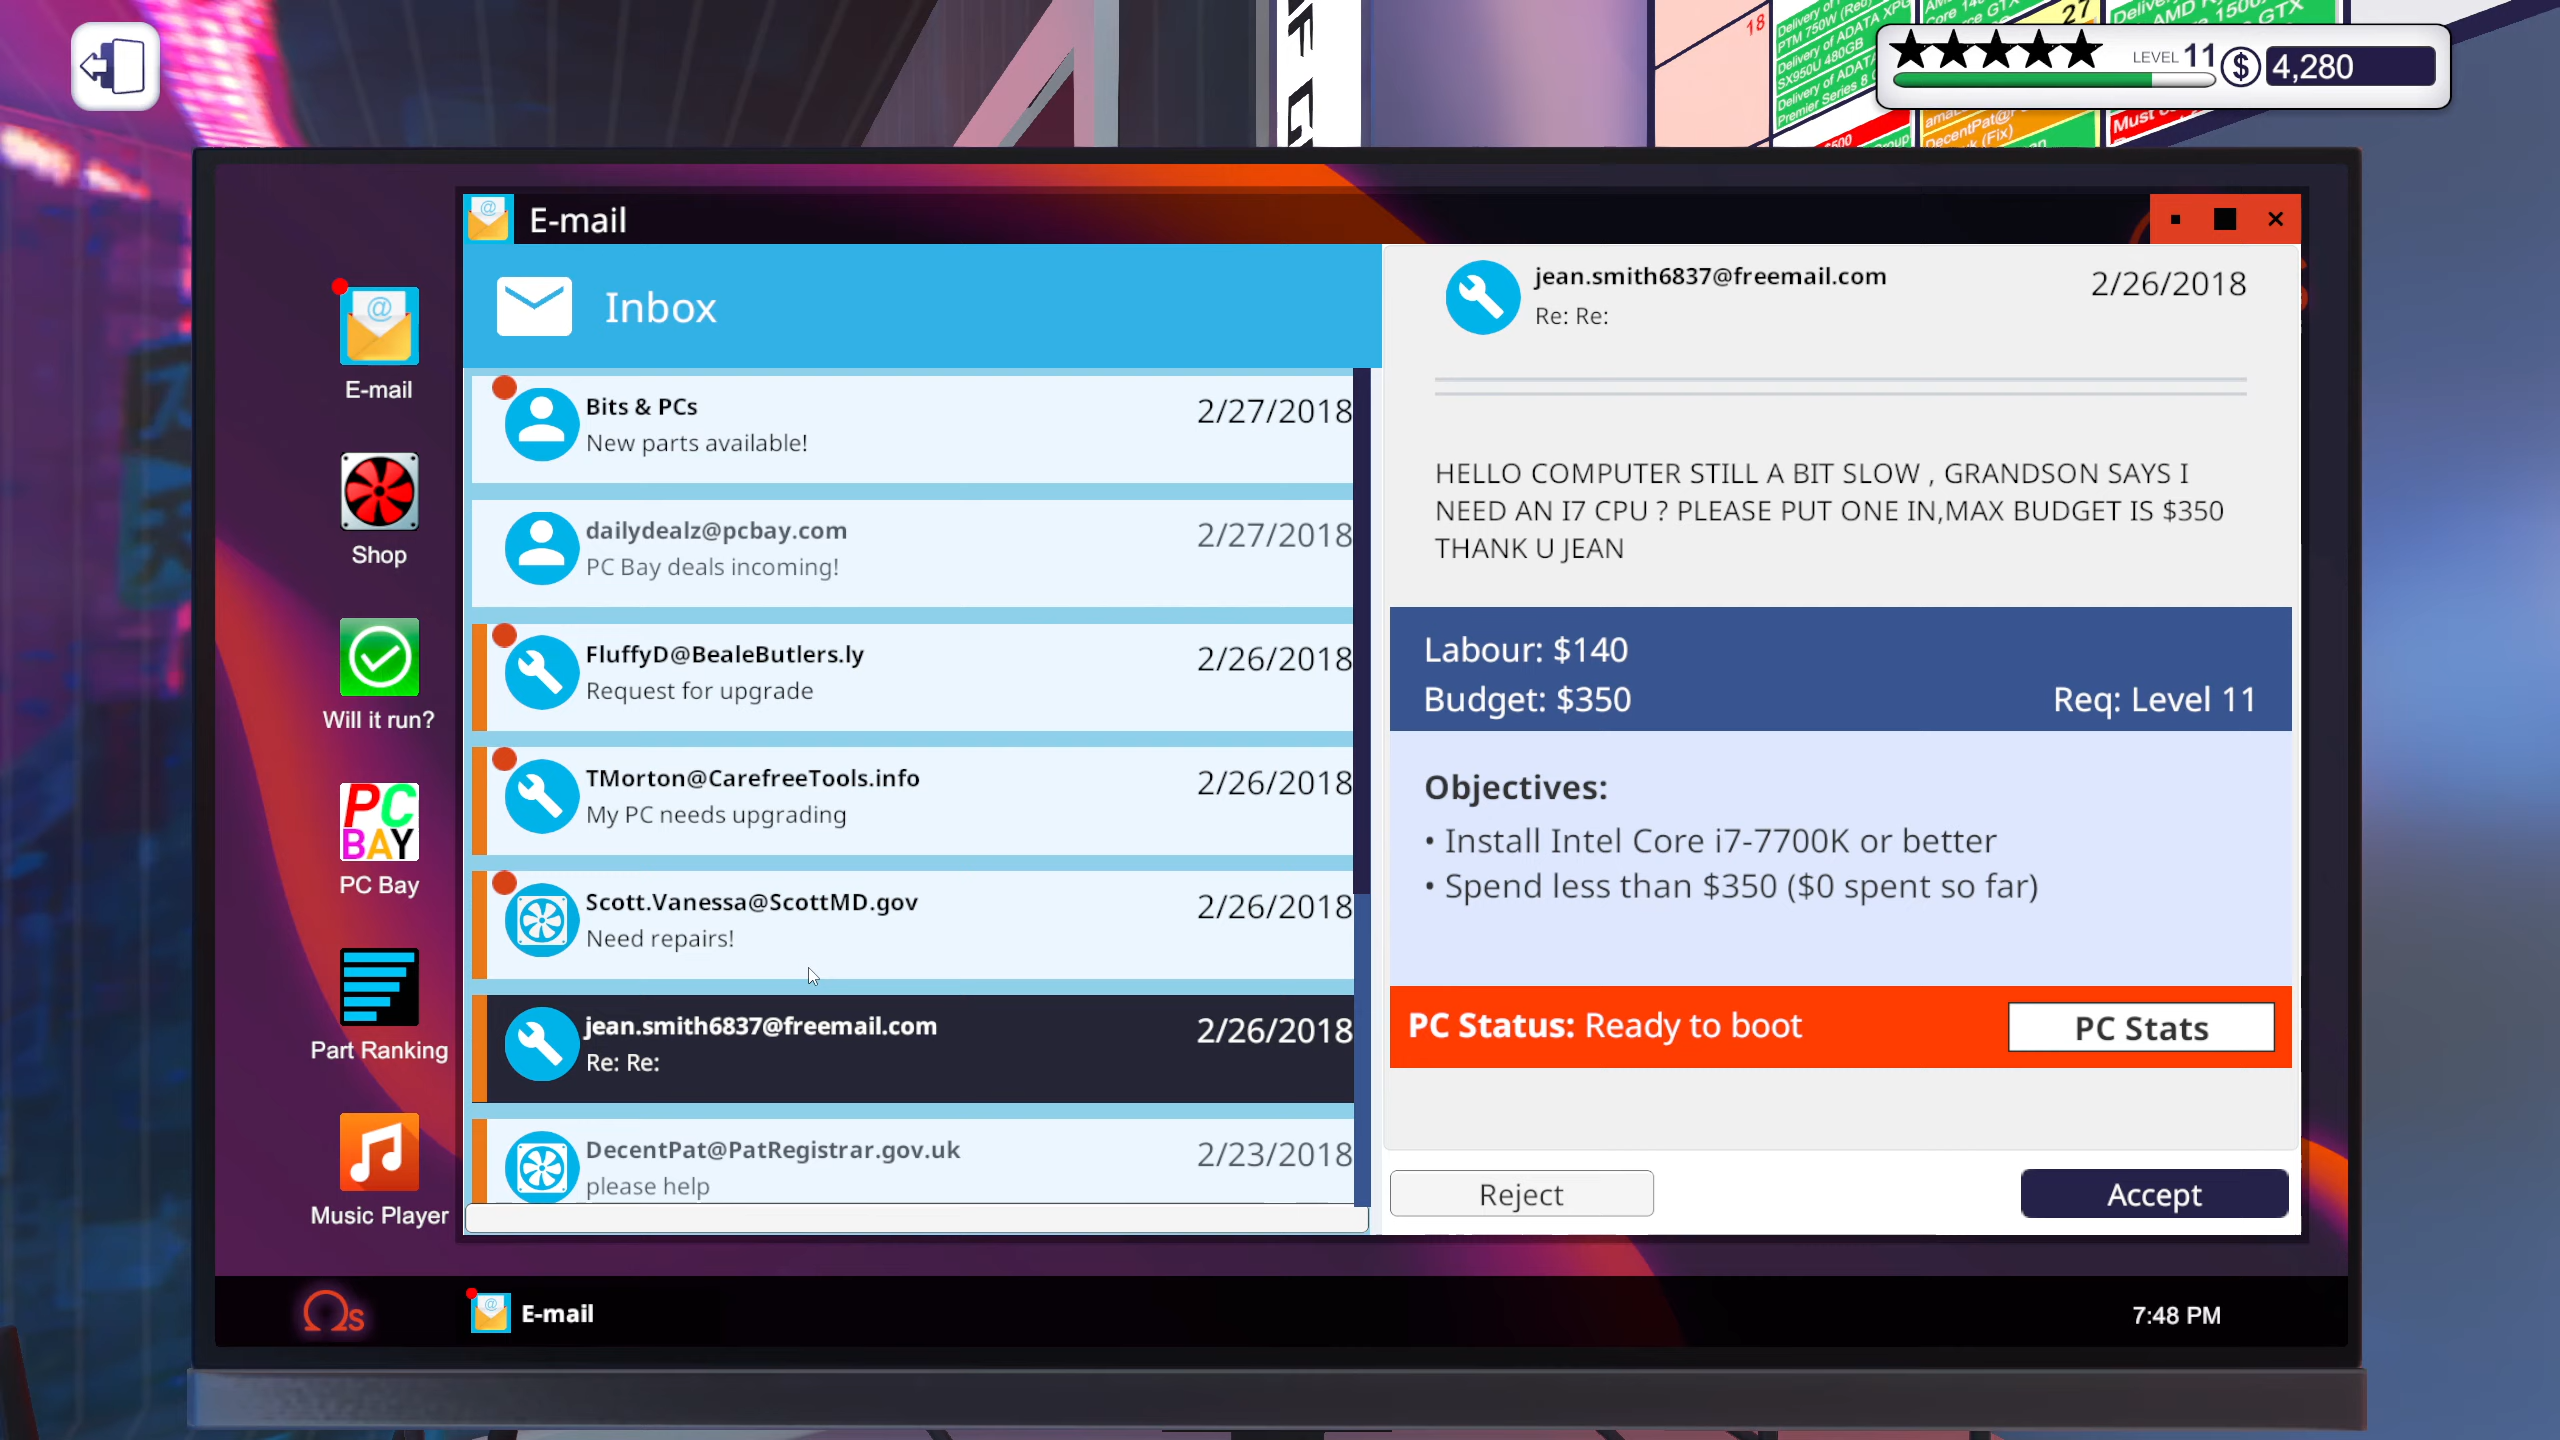 18
27
LEVEL 11
$ 4,280
E-mail
Inbox
Bits & PCs
2/27/2018
New parts available!
dailydealz@pcbay.com
2/27/2018
PC Bay deals incoming!
FluffyD@BealeButlers.ly
2/26/2018
Request for upgrade
TMorton@CarefreeTools.info
2/26/2018
My PC needs upgrading
Scott.Vanessa@ScottMD.gov
2/26/2018
Need repairs!
jean.smith6837@freemail.com
2/26/2018
Re: Re:
DecentPat@PatRegistrar.gov.uk
2/23/2018
please help
jean.smith6837@freemail.com
2/26/2018
Re: Re:
HELLO COMPUTER STILL A BIT SLOW , GRANDSON SAYS I
NEED AN I7 CPU ? PLEASE PUT ONE IN,MAX BUDGET IS $350
THANK U JEAN
Labour: $140
Budget: $350
Req: Level 11
Objectives:
• Install Intel Core i7-7700K or better
• Spend less than $350 ($0 spent so far)
PC Status: Ready to boot
PC Stats
Reject
Accept
E-mail
Shop
Will it run?
PC
BAY
PC Bay
Part Ranking
Music Player
Ωs
E-mail
7:48 PM